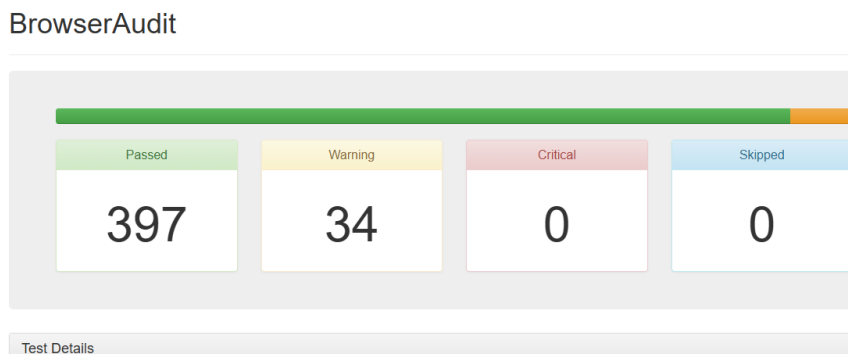 BrowserAudit
Passed Warning Critical Skipped
397 34 0 0
Test Details